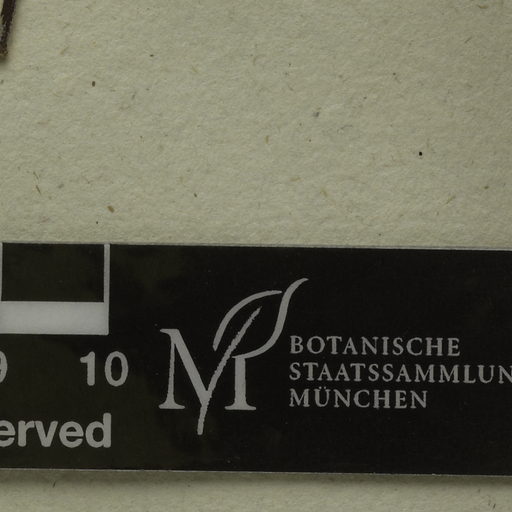 9 10
erved
BOTANISCHE
STAATSSAMMLUN
MÜNCHEN